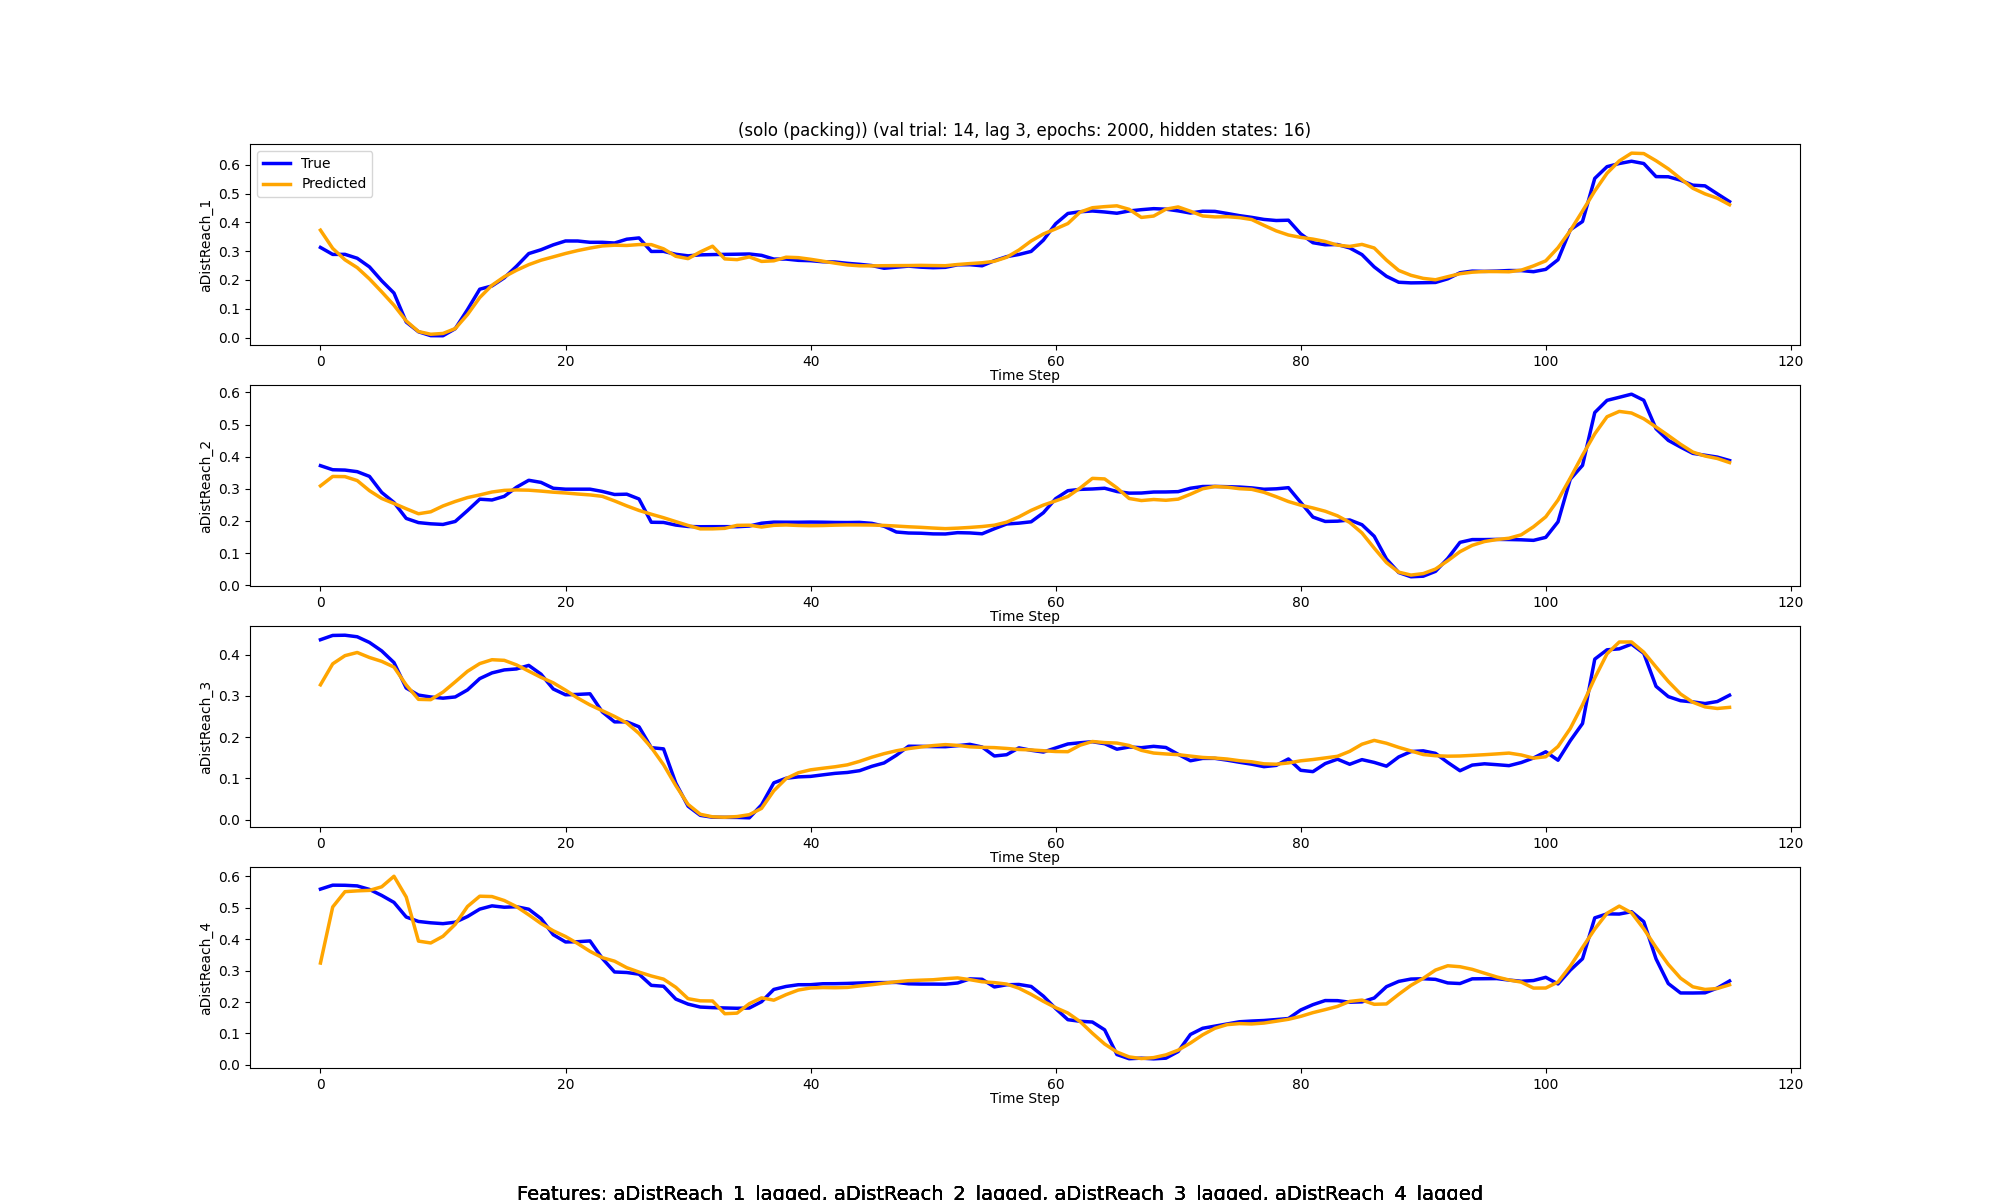 (solo (packing)) (val trial: 14, lag 3, epochs: 2000, hidden states: 16)
True
Predicted
aDistReach_1
0.6
0.5
0.4
0.3
0.2
0.1
0.0
0 20 40 60 80 100 120
Time Step
aDistReach_2
0.6
0.5
0.4
0.3
0.2
0.1
0.0
0 20 40 60 80 100 120
Time Step
aDistReach_3
0.4
0.3
0.2
0.1
0.0
0 20 40 60 80 100 120
Time Step
aDistReach_4
0.6
0.5
0.4
0.3
0.2
0.1
0.0
0 20 40 60 80 100 120
Time Step
Features: aDistReach_1_lagged, aDistReach_2_lagged, aDistReach_3_lagged, aDistReach_4_lagged